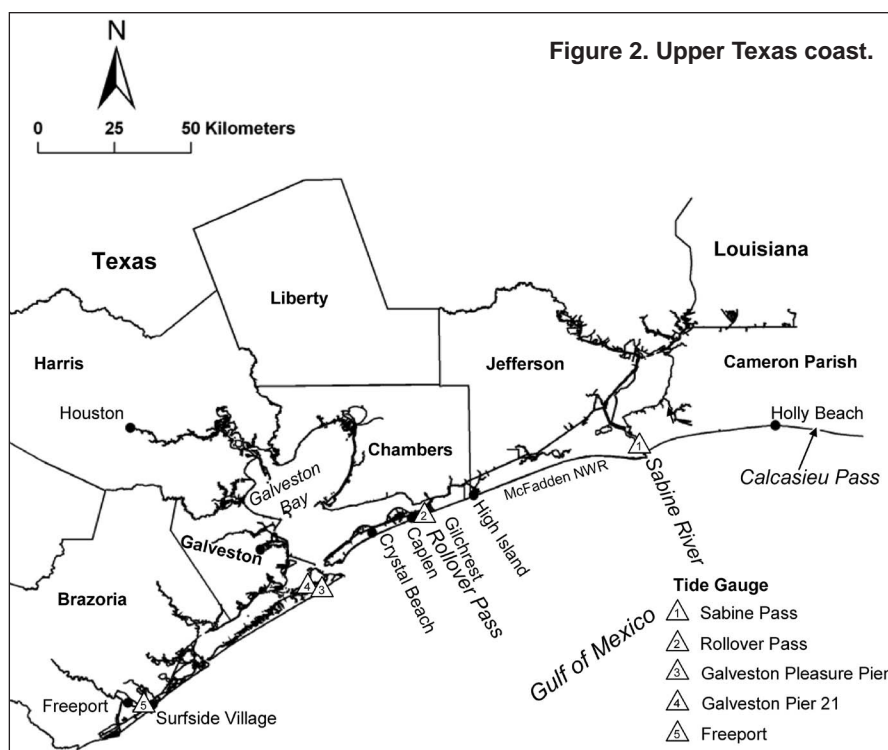 Figure 2. Upper Texas coast.
N
0 25 50 Kilometers
Texas
Louisiana
Liberty
Harris
Jefferson
Cameron Parish
Houston
Holly Beach
Chambers
Galveston
Bay
McFadden NWR
Sabine River
Calcasieu Pass
High Island
Gilchrest
Rollover Pass
Caplen
Crystal Beach
Galveston
Brazoria
1
2
3
4
5
Freeport
Surfside Village
Gulf of Mexico
Tide Gauge
1 Sabine Pass
2 Rollover Pass
3 Galveston Pleasure Pier
4 Galveston Pier 21
5 Freeport